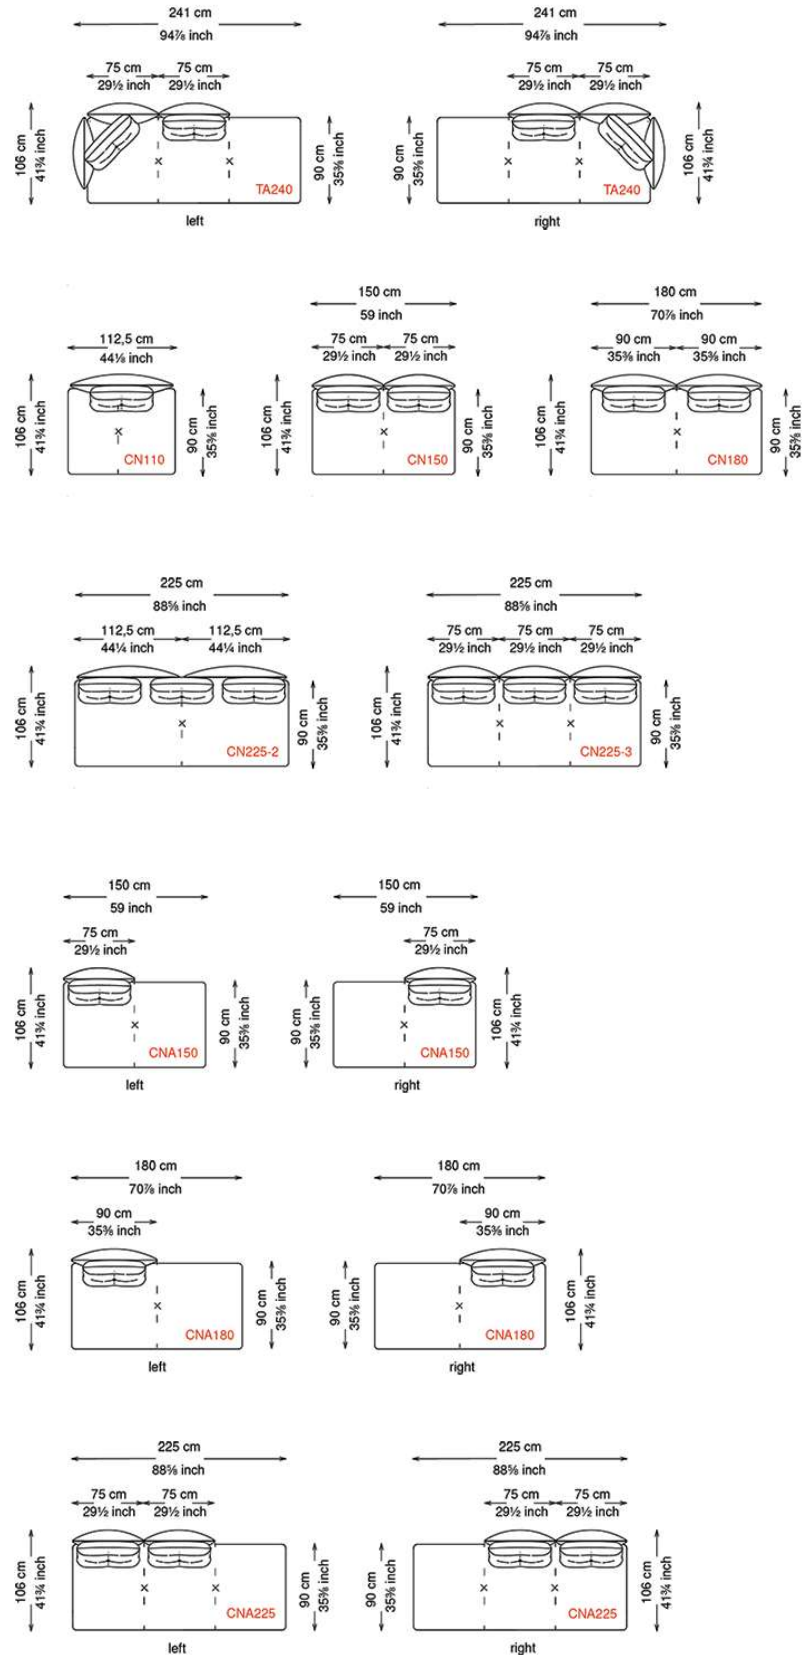 241 cm
94⅞ inch
75 cm 75 cm
29½ inch 29½ inch
106 cm
41¾ inch
90 cm
35⅜ inch
TA240
left
241 cm
94⅞ inch
75 cm 75 cm
29½ inch 29½ inch
90 cm
35⅜ inch
106 cm
41¾ inch
TA240
right
112,5 cm
44⅛ inch
106 cm
41¾ inch
90 cm
35⅜ inch
CN110
150 cm
59 inch
75 cm 75 cm
29½ inch 29½ inch
106 cm
41¾ inch
90 cm
35⅜ inch
CN150
180 cm
70⅞ inch
90 cm 90 cm
35⅜ inch 35⅜ inch
106 cm
41¾ inch
90 cm
35⅜ inch
CN180
225 cm
88⅝ inch
112,5 cm 112,5 cm
44¼ inch 44¼ inch
106 cm
41¾ inch
90 cm
35⅜ inch
CN225-2
225 cm
88⅝ inch
75 cm 75 cm 75 cm
29½ inch 29½ inch 29½ inch
106 cm
41¾ inch
90 cm
35⅜ inch
CN225-3
150 cm
59 inch
75 cm
29½ inch
106 cm
41¾ inch
90 cm
35⅜ inch
CNA150
left
150 cm
59 inch
75 cm
29½ inch
90 cm
35⅜ inch
106 cm
41¾ inch
CNA150
right
180 cm
70⅞ inch
90 cm
35⅜ inch
106 cm
41¾ inch
90 cm
35⅜ inch
CNA180
left
180 cm
70⅞ inch
90 cm
35⅜ inch
90 cm
35⅜ inch
106 cm
41¾ inch
CNA180
right
225 cm
88⅝ inch
75 cm 75 cm
29½ inch 29½ inch
106 cm
41¾ inch
90 cm
35⅜ inch
CNA225
left
225 cm
88⅝ inch
75 cm 75 cm
29½ inch 29½ inch
90 cm
35⅜ inch
106 cm
41¾ inch
CNA225
right